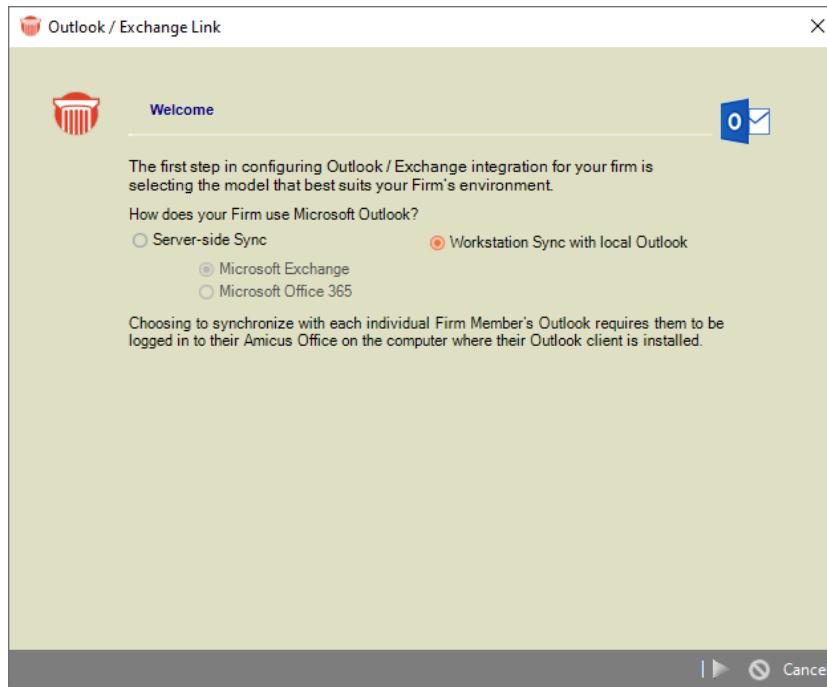 Outlook / Exchange Link
Welcome
The first step in configuring Outlook / Exchange integration for your firm is
selecting the model that best suits your Firm's environment.
How does your Firm use Microsoft Outlook?
Server-side Sync
Workstation Sync with local Outlook
Microsoft Exchange
Microsoft Office 365
Choosing to synchronize with each individual Firm Member's Outlook requires them to be
logged in to their Amicus Office on the computer where their Outlook client is installed.
Cance